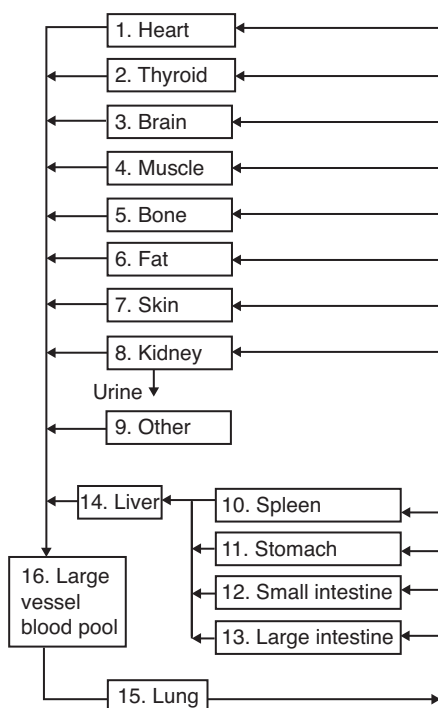 1. Heart
2. Thyroid
3. Brain
4. Muscle
5. Bone
6. Fat
7. Skin
8. Kidney
Urine
9. Other
14. Liver
10. Spleen
11. Stomach
12. Small intestine
13. Large intestine
16. Large
vessel
blood pool
15. Lung